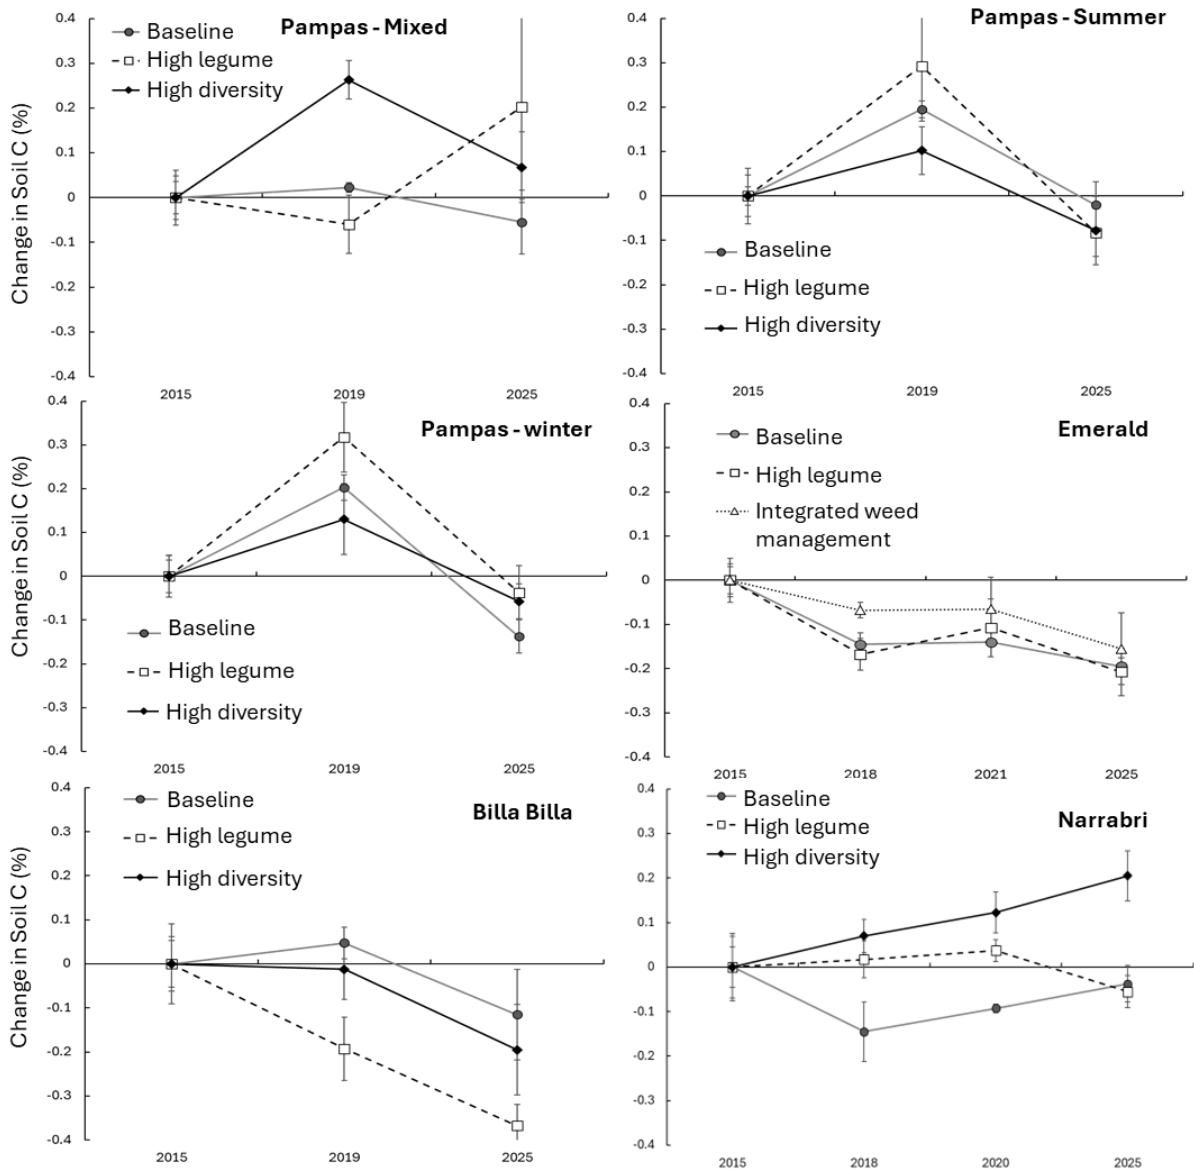 Pampas - Mixed
Baseline
High legume
High diversity
Change in Soil C (%)
0.4
0.3
0.2
0.1
0
-0.1
-0.2
-0.3
-0.4
2015 2019 2025
Pampas - Summer
0.4
0.3
0.2
0.1
0
-0.1
-0.2
-0.3
-0.4
Baseline
High legume
High diversity
2015 2019 2025
Pampas - winter
Change in Soil C (%)
0.4
0.3
0.2
0.1
0
-0.1
-0.2
-0.3
-0.4
Baseline
High legume
High diversity
2015 2019 2025
Emerald
0.4
0.3
0.2
0.1
0
-0.1
-0.2
-0.3
-0.4
Baseline
High legume
Integrated weed
management
2015 2018 2021 2025
Billa Billa
Baseline
High legume
High diversity
Change in Soil C (%)
0.4
0.3
0.2
0.1
0
-0.1
-0.2
-0.3
-0.4
2015 2019 2025
Narrabri
Baseline
High legume
High diversity
0.4
0.3
0.2
0.1
0
-0.1
-0.2
-0.3
-0.4
2015 2018 2020 2025